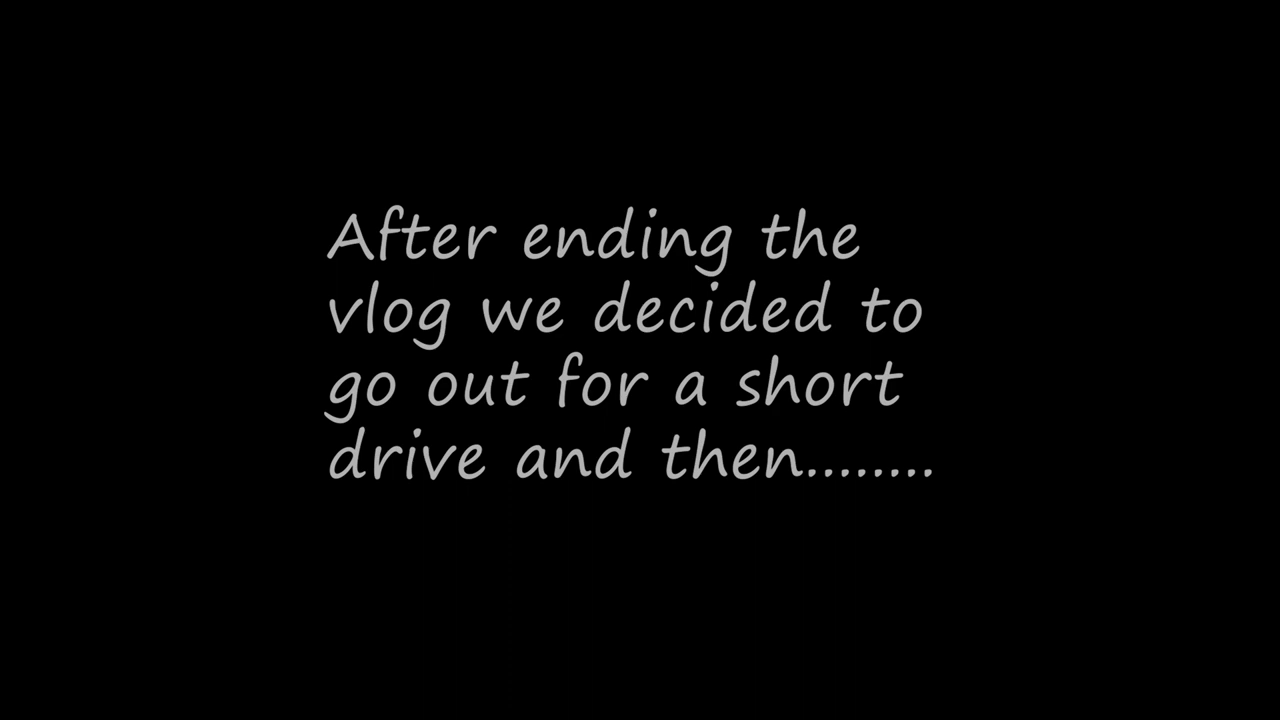 After ending the
vlog we decided to
go out for a short
drive and then........